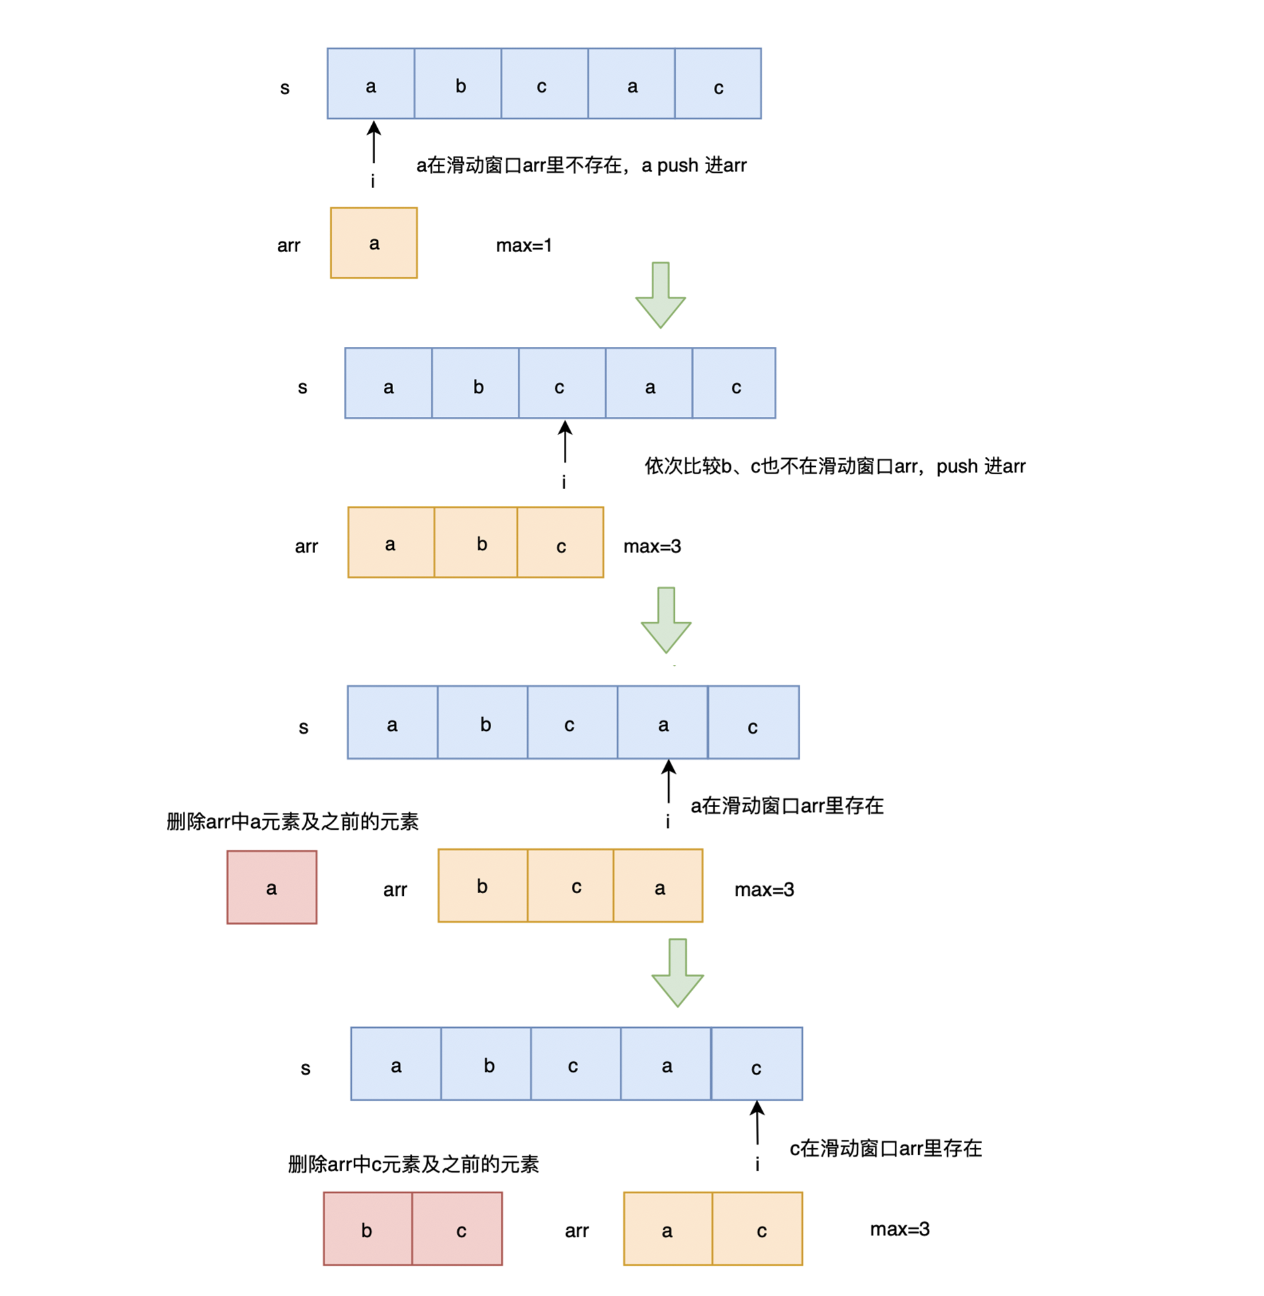 s a b c a c
a在滑动窗口arr里不存在，a push 进arr
i
arr a max=1
s a b c a c
依次比较b、c也不在滑动窗口arr，push 进arr
i
arr a b c max=3
s a b c a c
a在滑动窗口arr里存在
i
删除arr中a元素及之前的元素
a arr b c a max=3
s a b c a c
c在滑动窗口arr里存在
i
删除arr中c元素及之前的元素
b c arr a c max=3